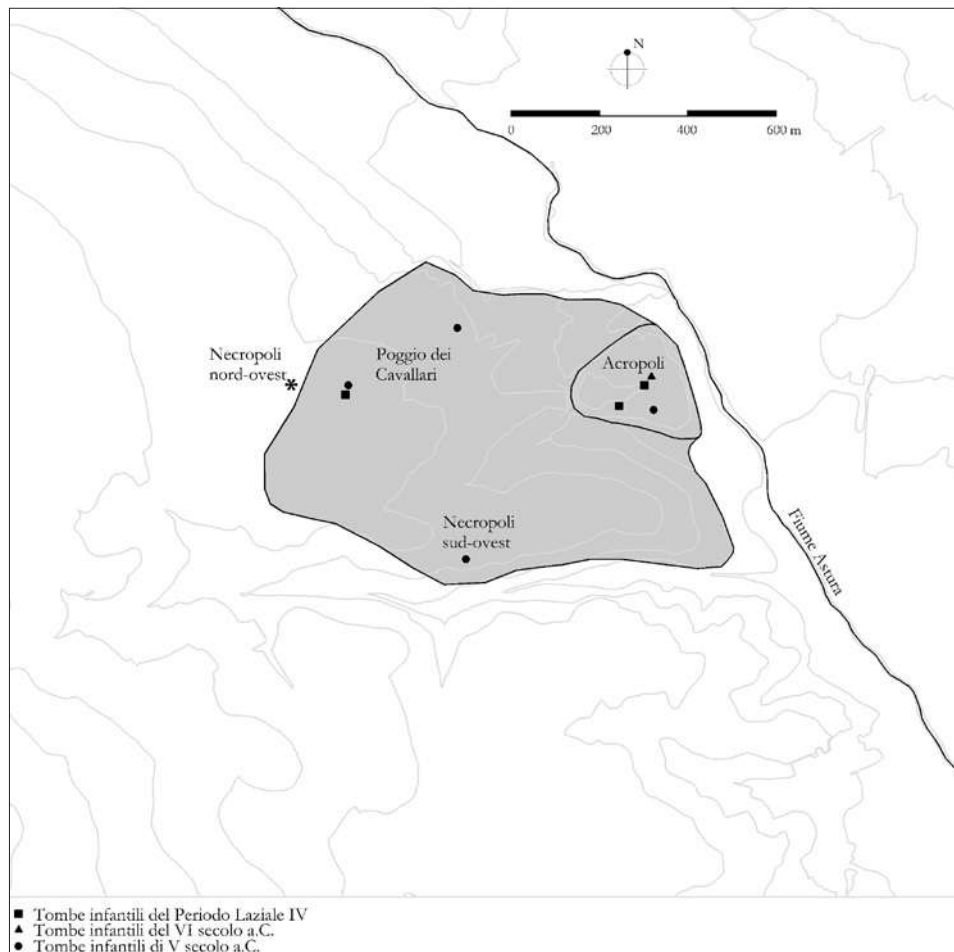 N
0 200 400 600 m
Necropoli
nord-ovest
Poggio dei
Cavallari
Acropoli
Necropoli
sud-ovest
Fiume Astura
Tombe infantili del Periodo Laziale IV
Tombe infantili del VI secolo a.C.
Tombe infantili di V secolo a.C.